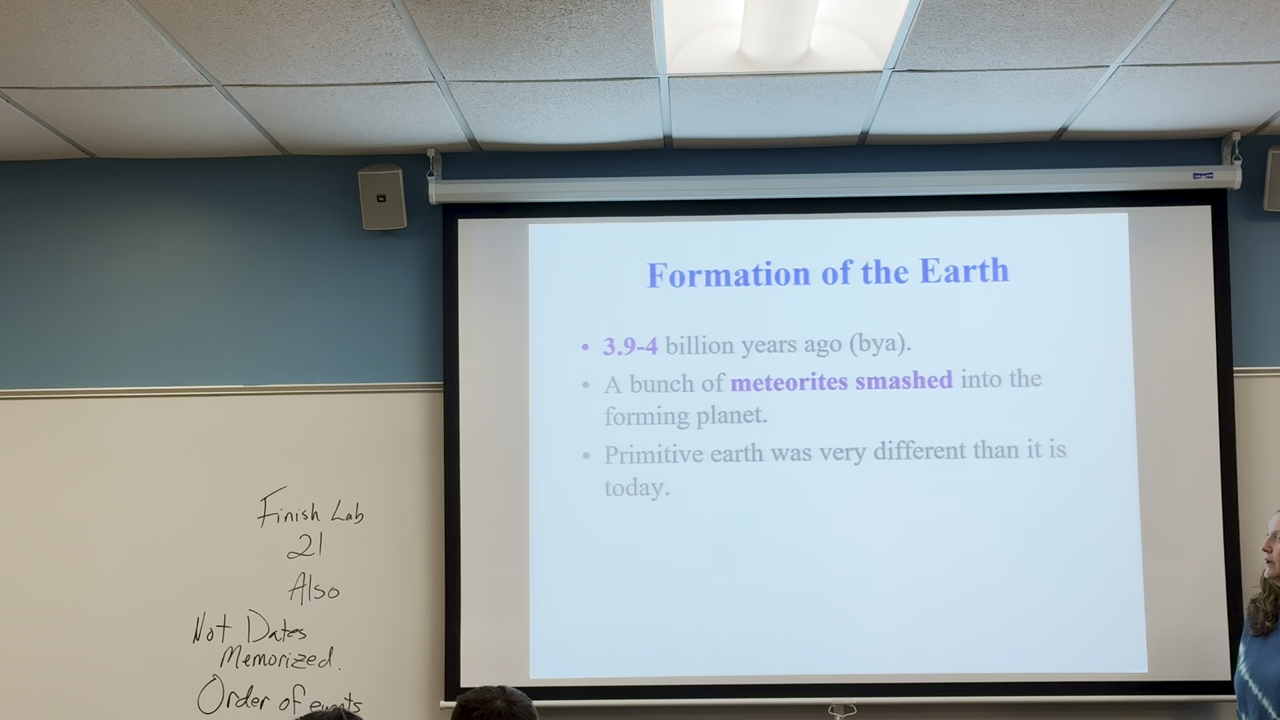 Formation of the Earth
• 3.9-4 billion years ago (bya).
• A bunch of meteorites smashed into the
forming planet.
• Primitive earth was very different than it is
today.
Finish Lab
21
Also
Not Dates
Memorized.
Order of events